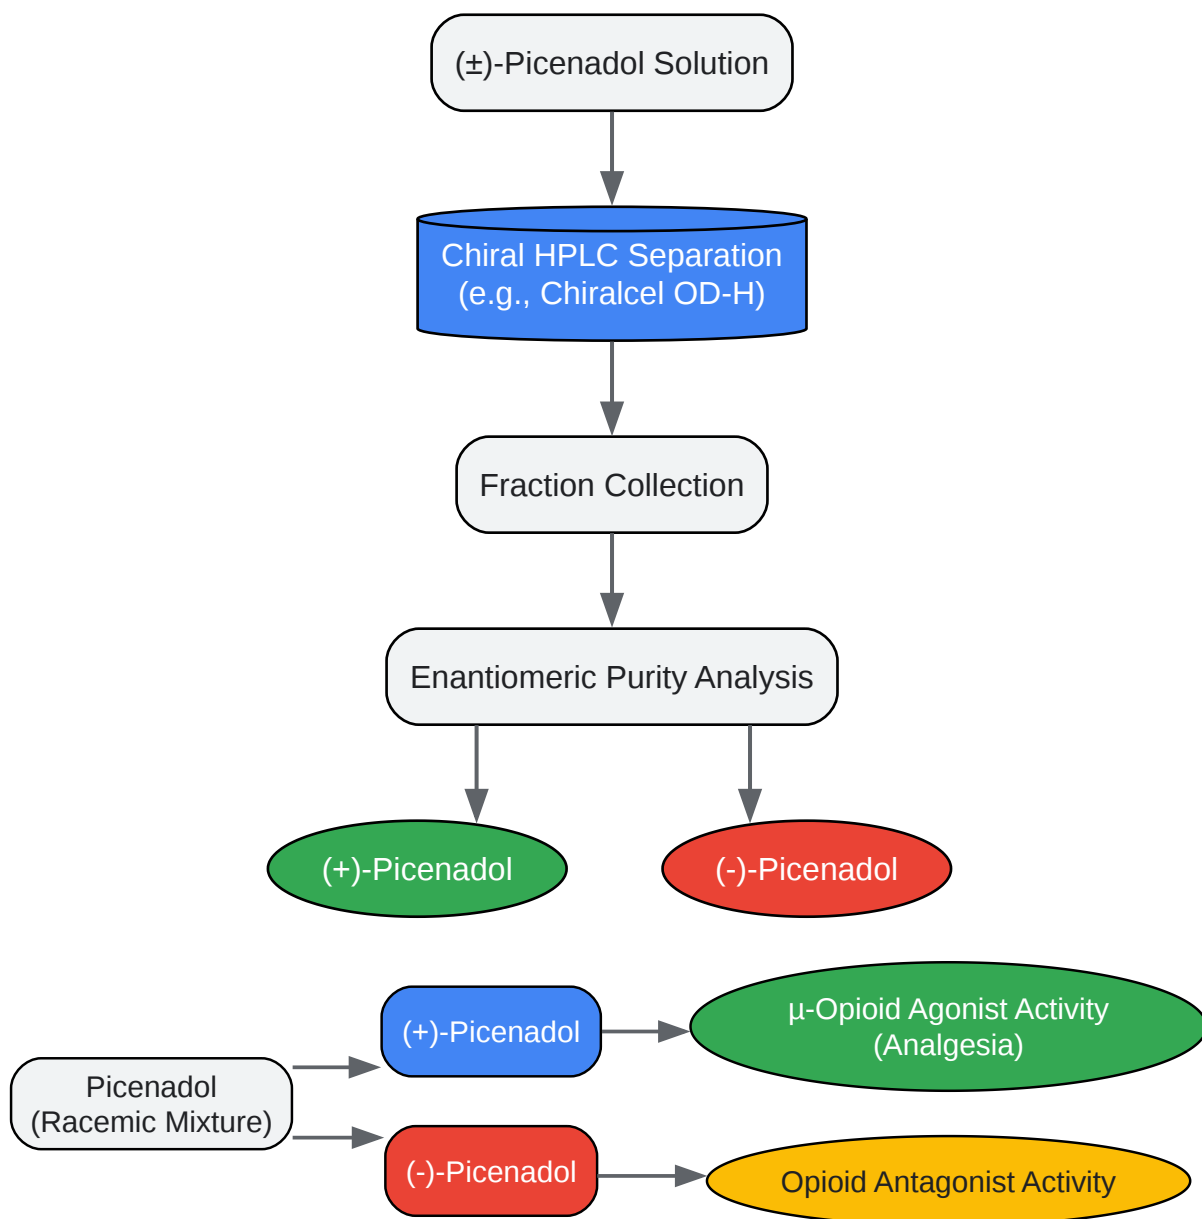 (±)-Picenadol Solution
Chiral HPLC Separation
(e.g., Chiralcel OD-H)
Fraction Collection
Enantiomeric Purity Analysis
(+)-Picenadol
(-)-Picenadol
Picenadol
(Racemic Mixture)
(+)-Picenadol
µ-Opioid Agonist Activity
(Analgesia)
(-)-Picenadol
Opioid Antagonist Activity